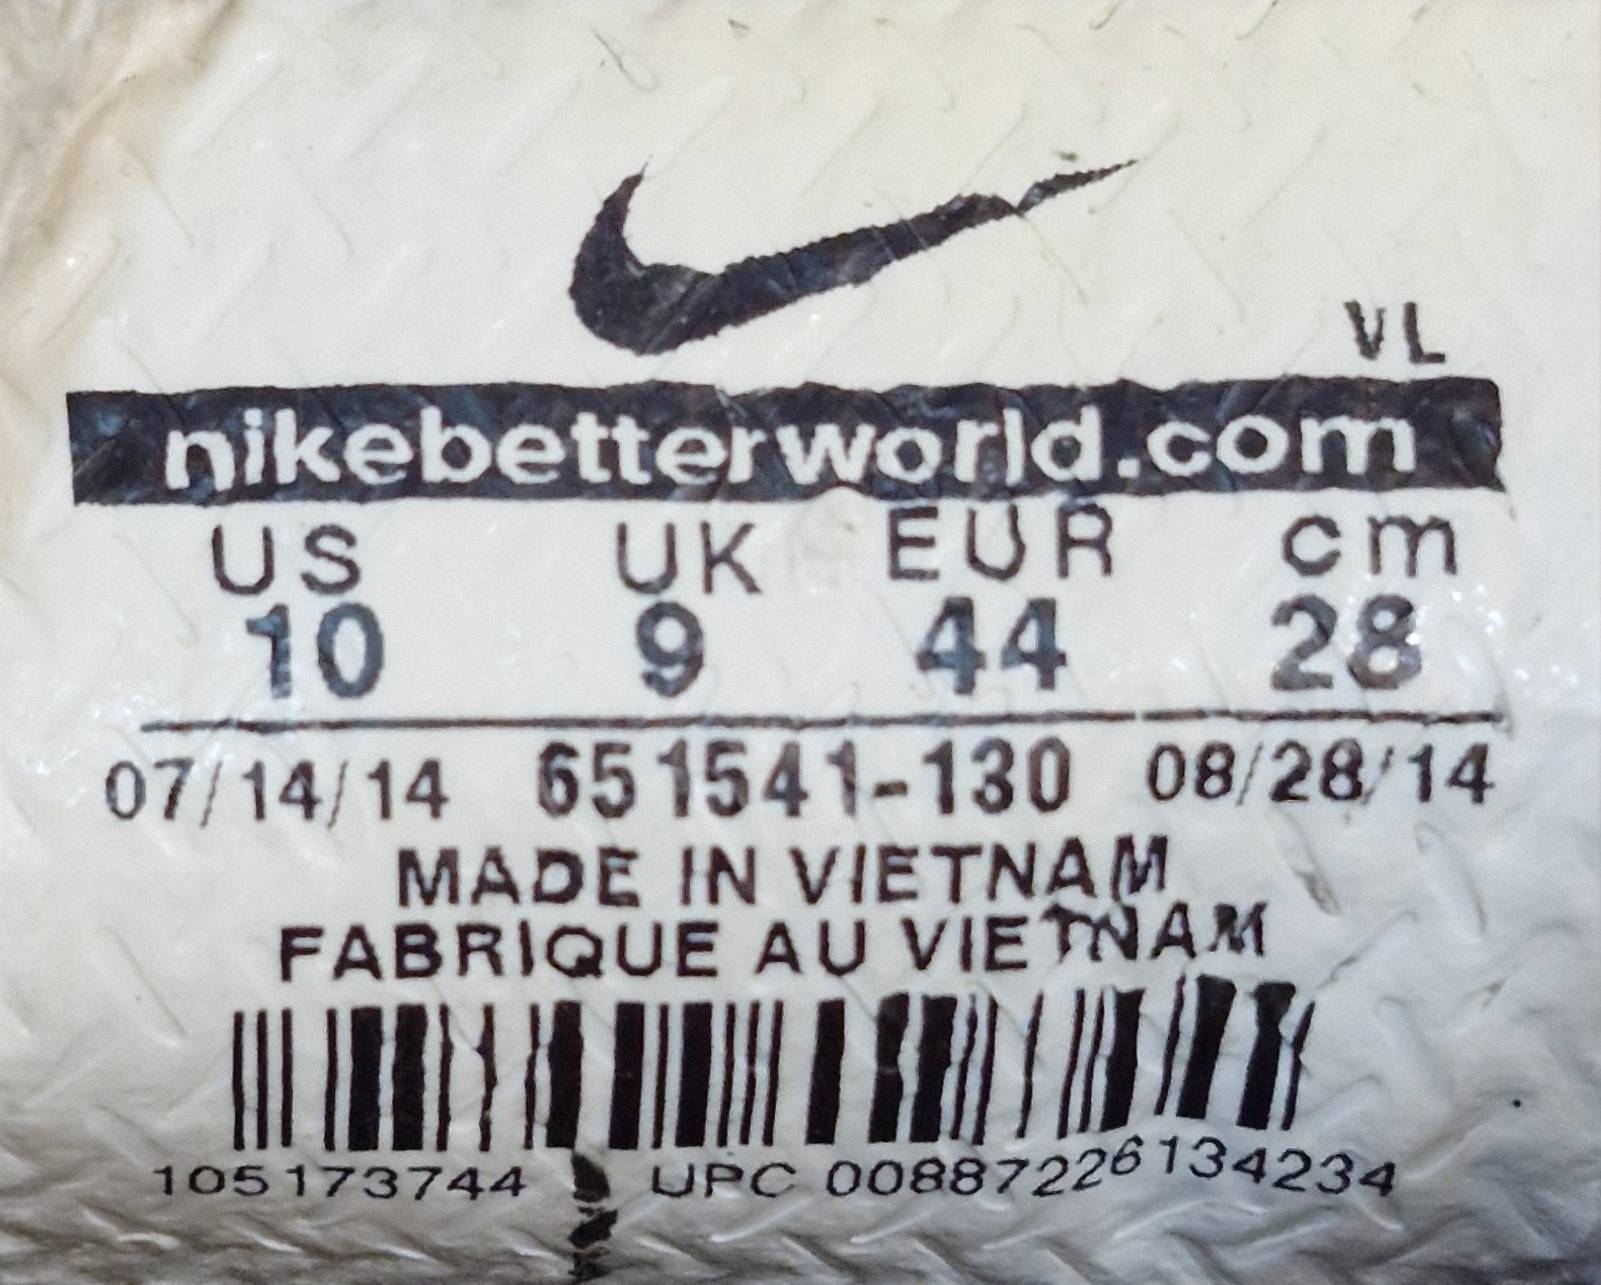 VL
nikebetterworld.com
US UK EUR cm
10 9 44 28
07/14/14 651541-130 08/28/14
MADE IN VIETNAM
FABRIQUE AU VIETNAM
105173744 UPC 00887226134234